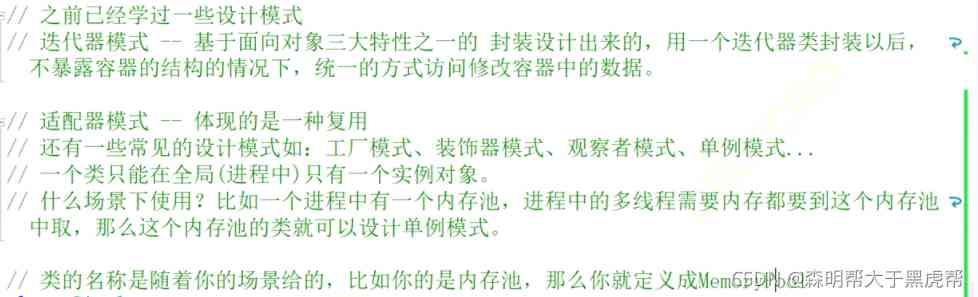 // 之前已经学过一些设计模式
// 迭代器模式 -- 基于面向对象三大特性之一的 封装设计出来的，用一个迭代器类封装以后，
不暴露容器的结构的情况下，统一的方式访问修改容器中的数据。
// 适配器模式 -- 体现的是一种复用
// 还有一些常见的设计模式如：工厂模式、装饰器模式、观察者模式、单例模式...
// 一个类只能在全局(进程中)只有一个实例对象。
// 什么场景下使用？比如一个进程中有一个内存池，进程中的多线程需要内存都要到这个内存池
中取，那么这个内存池的类就可以设计单例模式。
// 类的名称是随着你的场景给的，比如你的是内存池，那么你就定义成MemoryPool
CSDN @森明帮大于黑虎帮